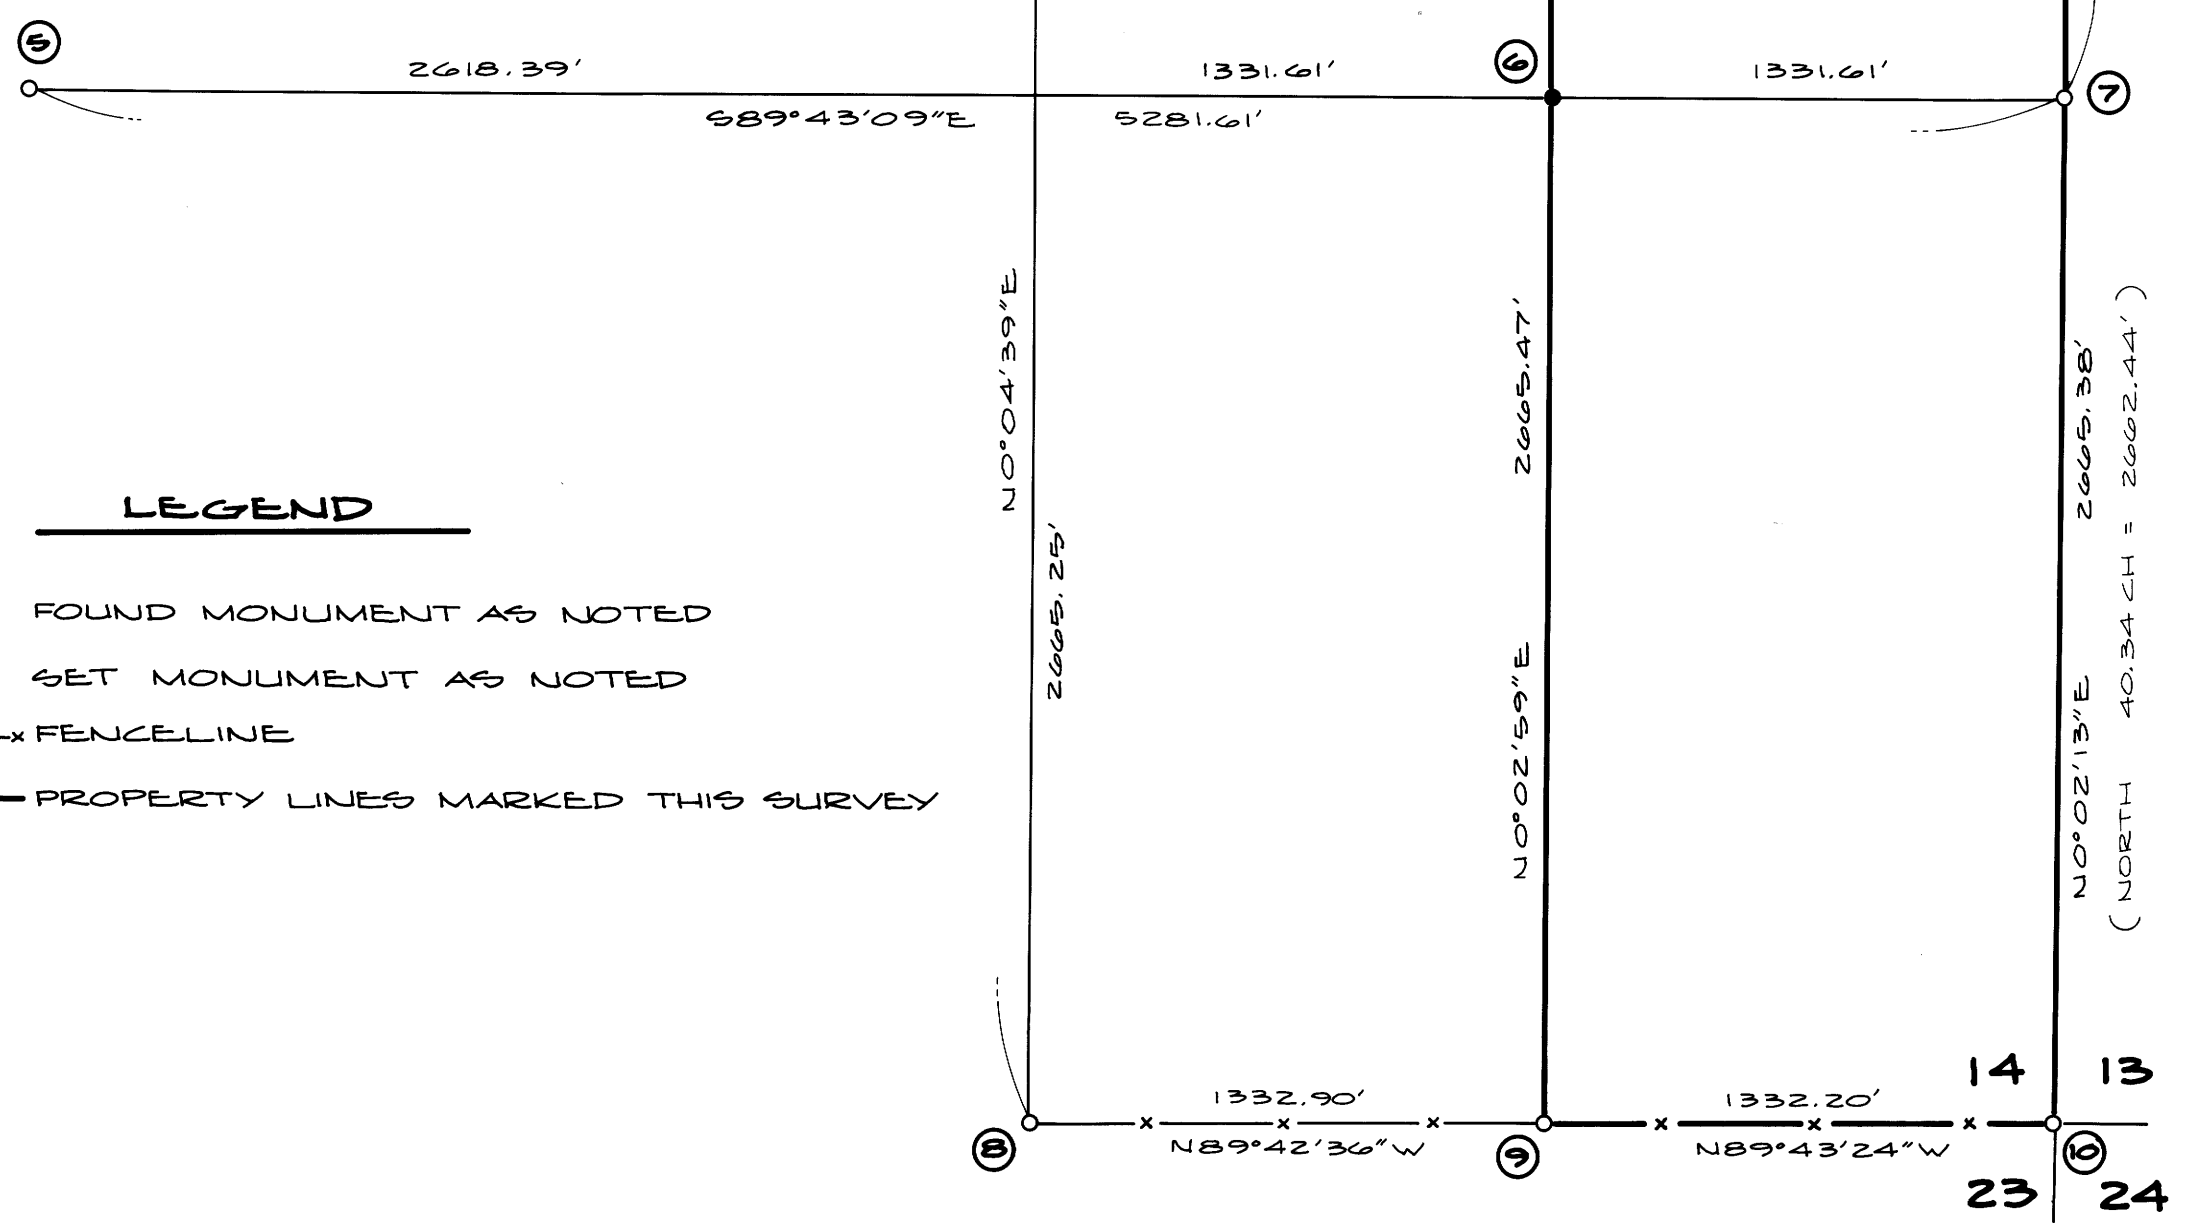 5
2618.39'
1331.61'
6
1331.61'
7
S89°43'09"E
5281.61'
N0°04'39"E
2665.25'
2665.47'
N0°02'59"E
2665.38'
N0°02'13"E
( NORTH 40.34 CH = 2662.44' )
LEGEND
FOUND MONUMENT AS NOTED
SET MONUMENT AS NOTED
-x FENCELINE
PROPERTY LINES MARKED THIS SURVEY
14
13
1332.90'
1332.20'
8
N89°42'36"W
9
N89°43'24"W
10
23
24